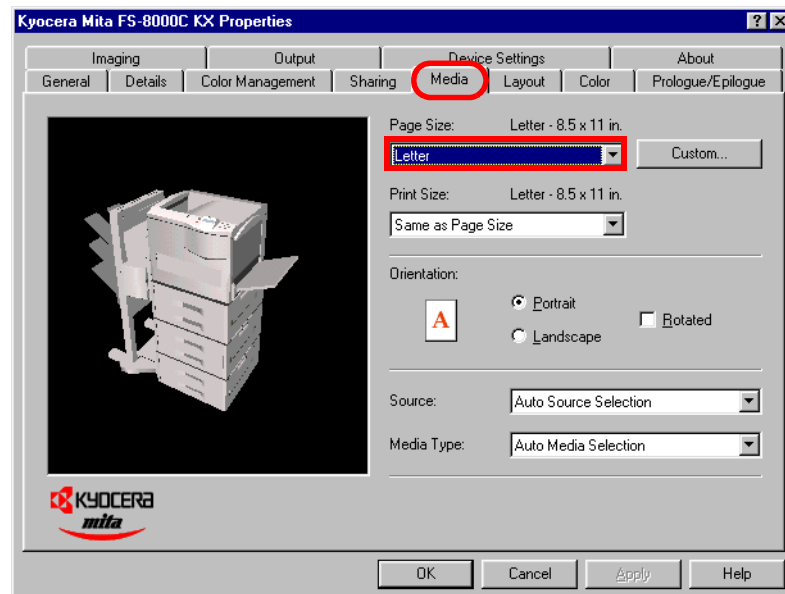 Kyocera Mita FS-8000C KX Properties
Imaging Output Device Settings About
General Details Color Management Sharing Media Layout Color Prologue/Epilogue
Page Size: Letter - 8.5 x 11 in.
Letter Custom...
Print Size: Letter - 8.5 x 11 in.
Same as Page Size
Orientation:
A Portrait
Landscape
Rotated
Source: Auto Source Selection
Media Type: Auto Media Selection
KYOCERA
mita
OK Cancel Apply Help